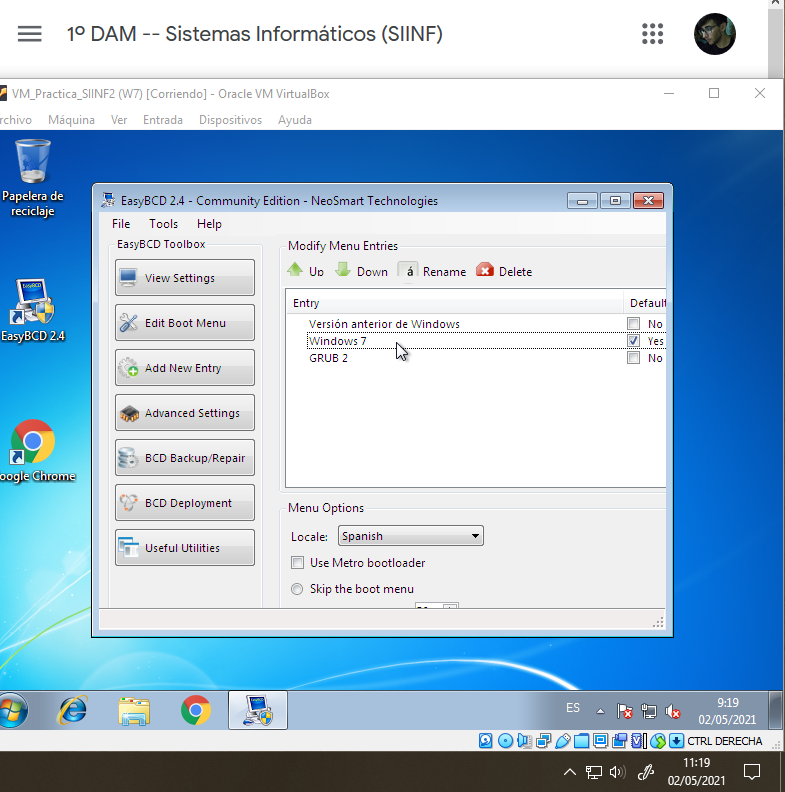 1º DAM -- Sistemas Informáticos (SIINF)
VM_Practica_SIINF2 (W7) [Corriendo] - Oracle VM VirtualBox
rchivo Máquina Ver Entrada Dispositivos Ayuda
Papelera de
reciclaje
EasyBCD 2.4
oogle Chrome
EasyBCD 2.4 - Community Edition - NeoSmart Technologies
File Tools Help
EasyBCD Toolbox
View Settings
Edit Boot Menu
Add New Entry
Advanced Settings
BCD Backup/Repair
BCD Deployment
Useful Utilities
Modify Menu Entries
Up Down á Rename Delete
Entry Default
Versión anterior de Windows No
Windows 7 Yes
GRUB 2 No
Menu Options
Locale: Spanish
Use Metro bootloader
Skip the boot menu
ES
9:19
02/05/2021
CTRL DERECHA
11:19
02/05/2021